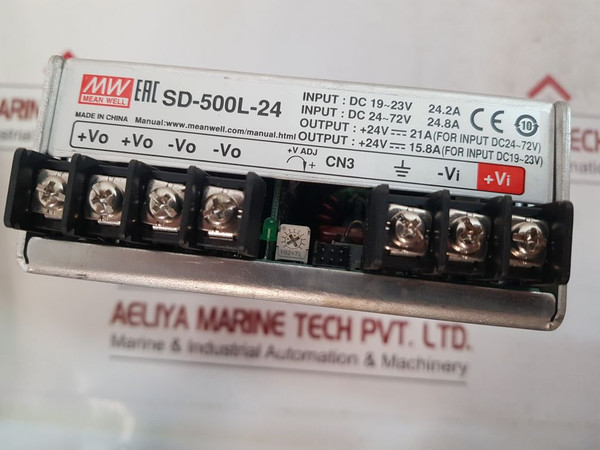 MW
MEAN WELL
EAC SD-500L-24
INPUT : DC 19~23V 24.2A
INPUT : DC 24~72V 24.8A
OUTPUT : +24V⎓ 21A(FOR INPUT DC24~72V)
OUTPUT : +24V⎓ 15.8A(FOR INPUT DC19~23V)
CE
10
MADE IN CHINA Manual:www.meanwell.com/manual.html
+Vo +Vo -Vo -Vo
+V ADJ
+ CN3
-Vi +Vi
AELIYA MARINE TECH PVT. LTD.
Marine & Industrial Automation & Machinery